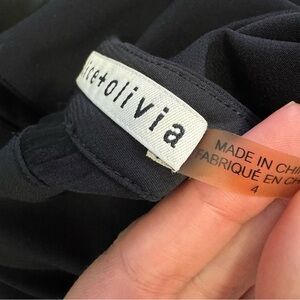 ice+olivia
MADE IN CHI
FABRIQUÉ EN CH
4